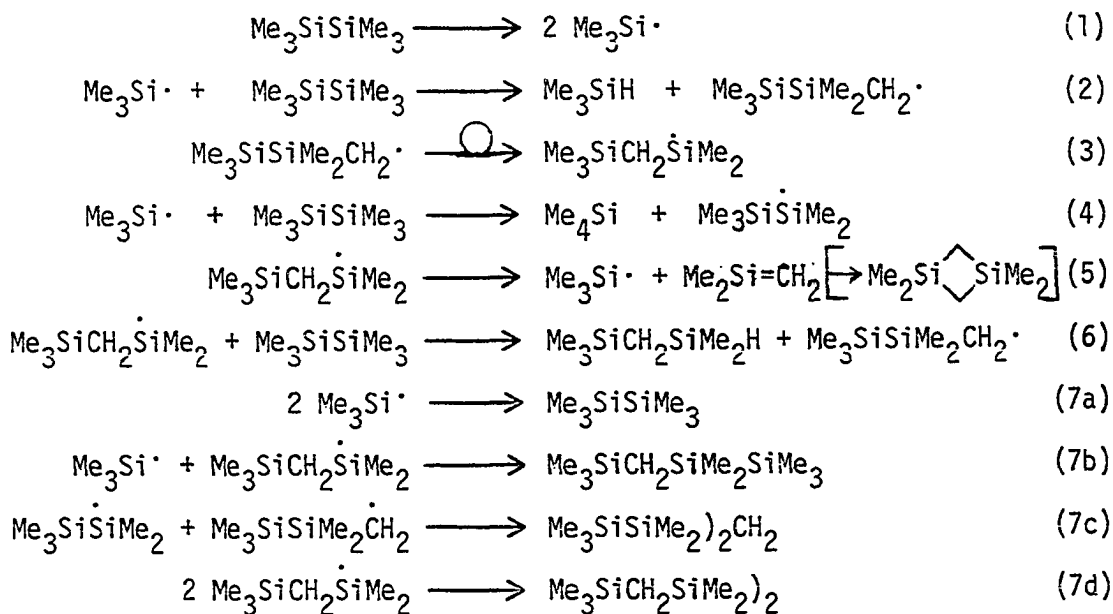 Me₃SiSiMe₃ ⟶ 2 Me₃Si· (1)
Me₃Si· + Me₃SiSiMe₃ ⟶ Me₃SiH + Me₃SiSiMe₂CH₂· (2)
Me₃SiSiMe₂CH₂· ⟶ Me₃SiCH₂ṠiMe₂ (3)
Me₃Si· + Me₃SiSiMe₃ ⟶ Me₄Si + Me₃SiṠiMe₂ (4)
Me₃SiCH₂ṠiMe₂ ⟶ Me₃Si· + Me₂Si=CH₂ [→ Me₂Si◇SiMe₂] (5)
Me₃SiCH₂ṠiMe₂ + Me₃SiSiMe₃ ⟶ Me₃SiCH₂SiMe₂H + Me₃SiSiMe₂CH₂· (6)
2 Me₃Si· ⟶ Me₃SiSiMe₃ (7a)
Me₃Si· + Me₃SiCH₂ṠiMe₂ ⟶ Me₃SiCH₂SiMe₂SiMe₃ (7b)
Me₃SiṠiMe₂ + Me₃SiSiMe₂ĊH₂ ⟶ Me₃SiSiMe₂)₂CH₂ (7c)
2 Me₃SiCH₂ṠiMe₂ ⟶ Me₃SiCH₂SiMe₂)₂ (7d)